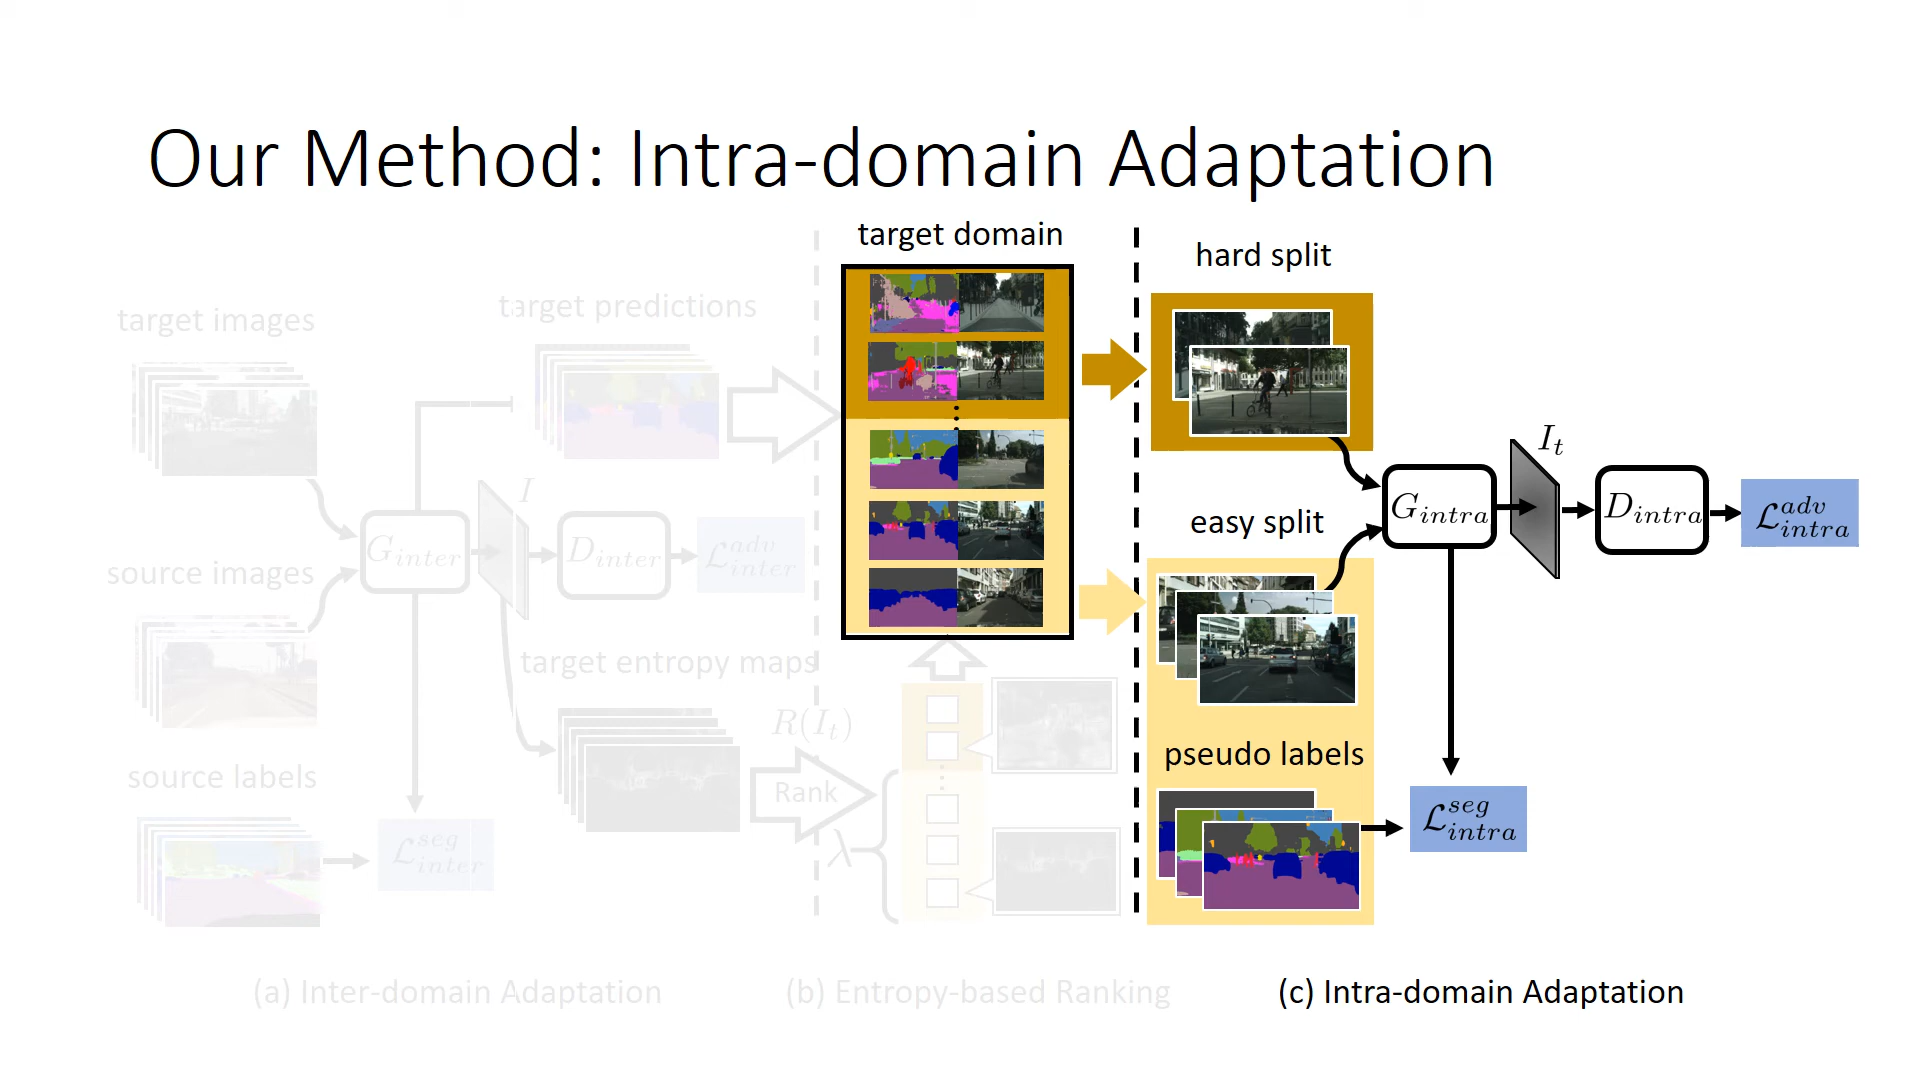 Our Method: Intra-domain Adaptation
target domain
hard split
target images
target predictions
I_t
I
G_{inter}
D_{inter}
\mathcal{L}_{inter}^{adv}
G_{intra}
D_{intra}
\mathcal{L}_{intra}^{adv}
easy split
source images
target entropy maps
R(I_t)
Rank
λ
source labels
\mathcal{L}_{inter}^{seg}
pseudo labels
\mathcal{L}_{intra}^{seg}
(a) Inter-domain Adaptation
(b) Entropy-based Ranking
(c) Intra-domain Adaptation